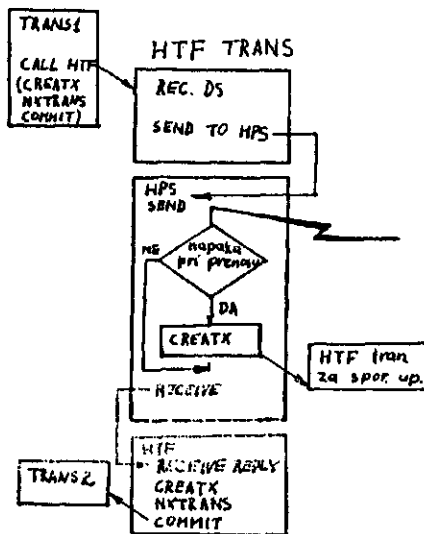 TRANS1
CALL HTF
(CREATX
NXTRANS
COMMIT)
HTF TRANS
REC. DS
SEND TO HPS
HPS
SEND
napaka
pri prenosu
NE
DA
CREATX
HTF tran
za spor. up.
RECEIVE
HTF
RECEIVE REPLY
CREATX
NXTRANS
COMMIT
TRANS2